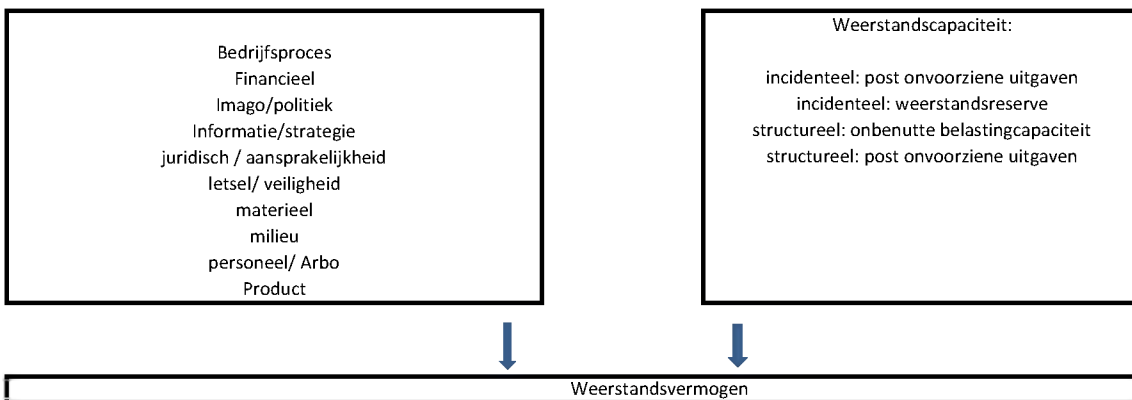 Bedrijfsproces
Financieel
Imago/politiek
Informatie/strategie
juridisch / aansprakelijkheid
letsel/ veiligheid
materieel
milieu
personeel/ Arbo
Product
Weerstandscapaciteit:
incidenteel: post onvoorziene uitgaven
incidenteel: weerstandsreserve
structureel: onbenutte belastingcapaciteit
structureel: post onvoorziene uitgaven
Weerstandsvermogen